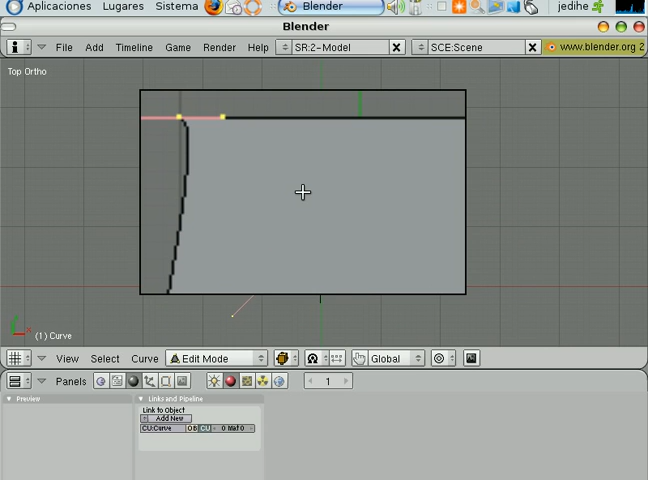 Aplicaciones Lugares Sistema Blender jedihe
Blender
File Add Timeline Game Render Help SR:2-Model SCE:Scene www.blender.org 2
Top Ortho
(1) Curve
View Select Curve Edit Mode Global
Panels 1
Preview Links and Pipeline
Link to Object
Add New
CU:Curve OB CU 0 Mat 0